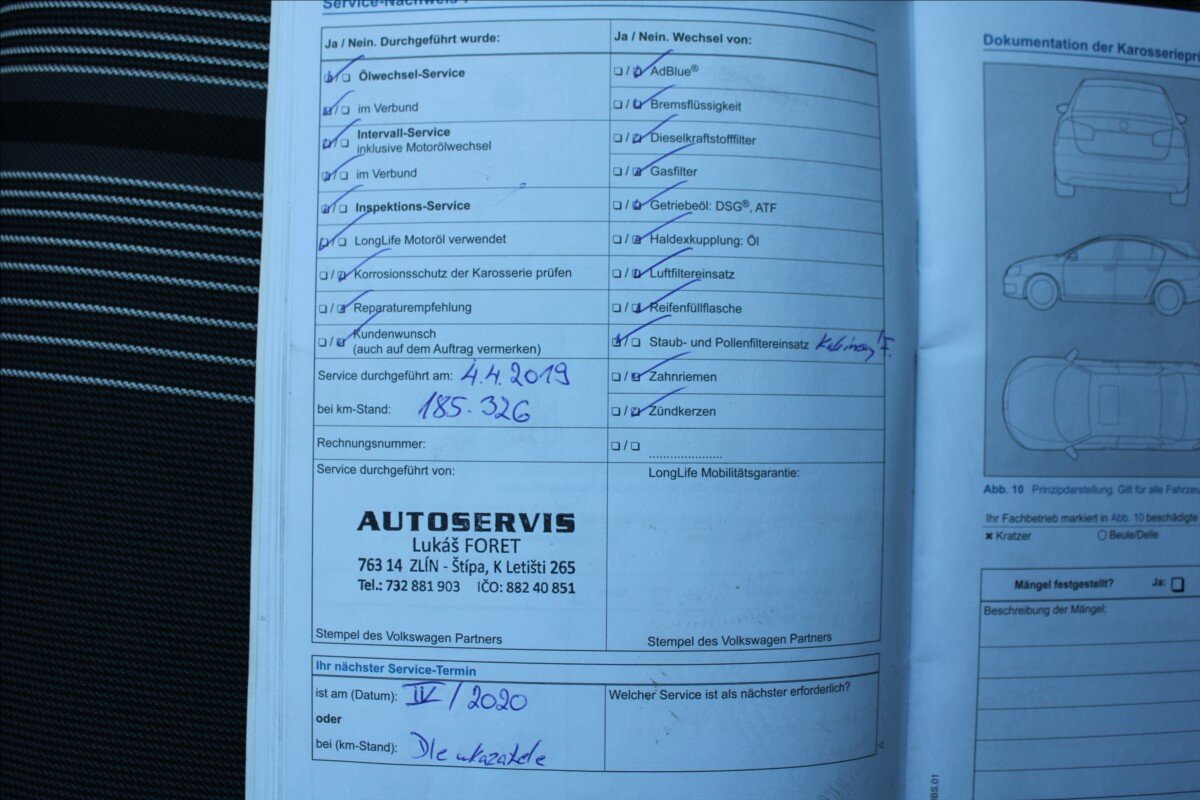 Service-Nachweis
Ja / Nein. Durchgeführt wurde:
Ölwechsel-Service
im Verbund
Intervall-Service
inklusive Motorölwechsel
im Verbund
Inspektions-Service
LongLife Motoröl verwendet
Korrosionsschutz der Karosserie prüfen
Reparaturempfehlung
Kundenwunsch
(auch auf dem Auftrag vermerken)
Service durchgeführt am: 4.4.2019
bei km-Stand: 185.326
Rechnungsnummer:
Service durchgeführt von:
AUTOSERVIS
Lukáš FORET
763 14 ZLÍN - Štípa, K Letišti 265
Tel.: 732 881 903 IČO: 882 40 851
Stempel des Volkswagen Partners
Ja / Nein. Wechsel von:
AdBlue®
Bremsflüssigkeit
Dieselkraftstofffilter
Gasfilter
Getriebeöl: DSG®, ATF
Haldexkupplung: Öl
Luftfiltereinsatz
Reifenfüllflasche
Staub- und Pollenfiltereinsatz
Zahnriemen
Zündkerzen
LongLife Mobilitätsgarantie:
Stempel des Volkswagen Partners
Ihr nächster Service-Termin
ist am (Datum): IV/2020
oder
bei (km-Stand): Dle ukazatele
Welcher Service ist als nächster erforderlich?
Dokumentation der
Abb. 10 Prinzipdarstellung. Gilt für alle
Ihr Fachbetrieb markiert in Abb. 10 beschädigte
Kratzer
Beule/Delle
Mängel festgestellt? Ja:
Beschreibung der Mängel: